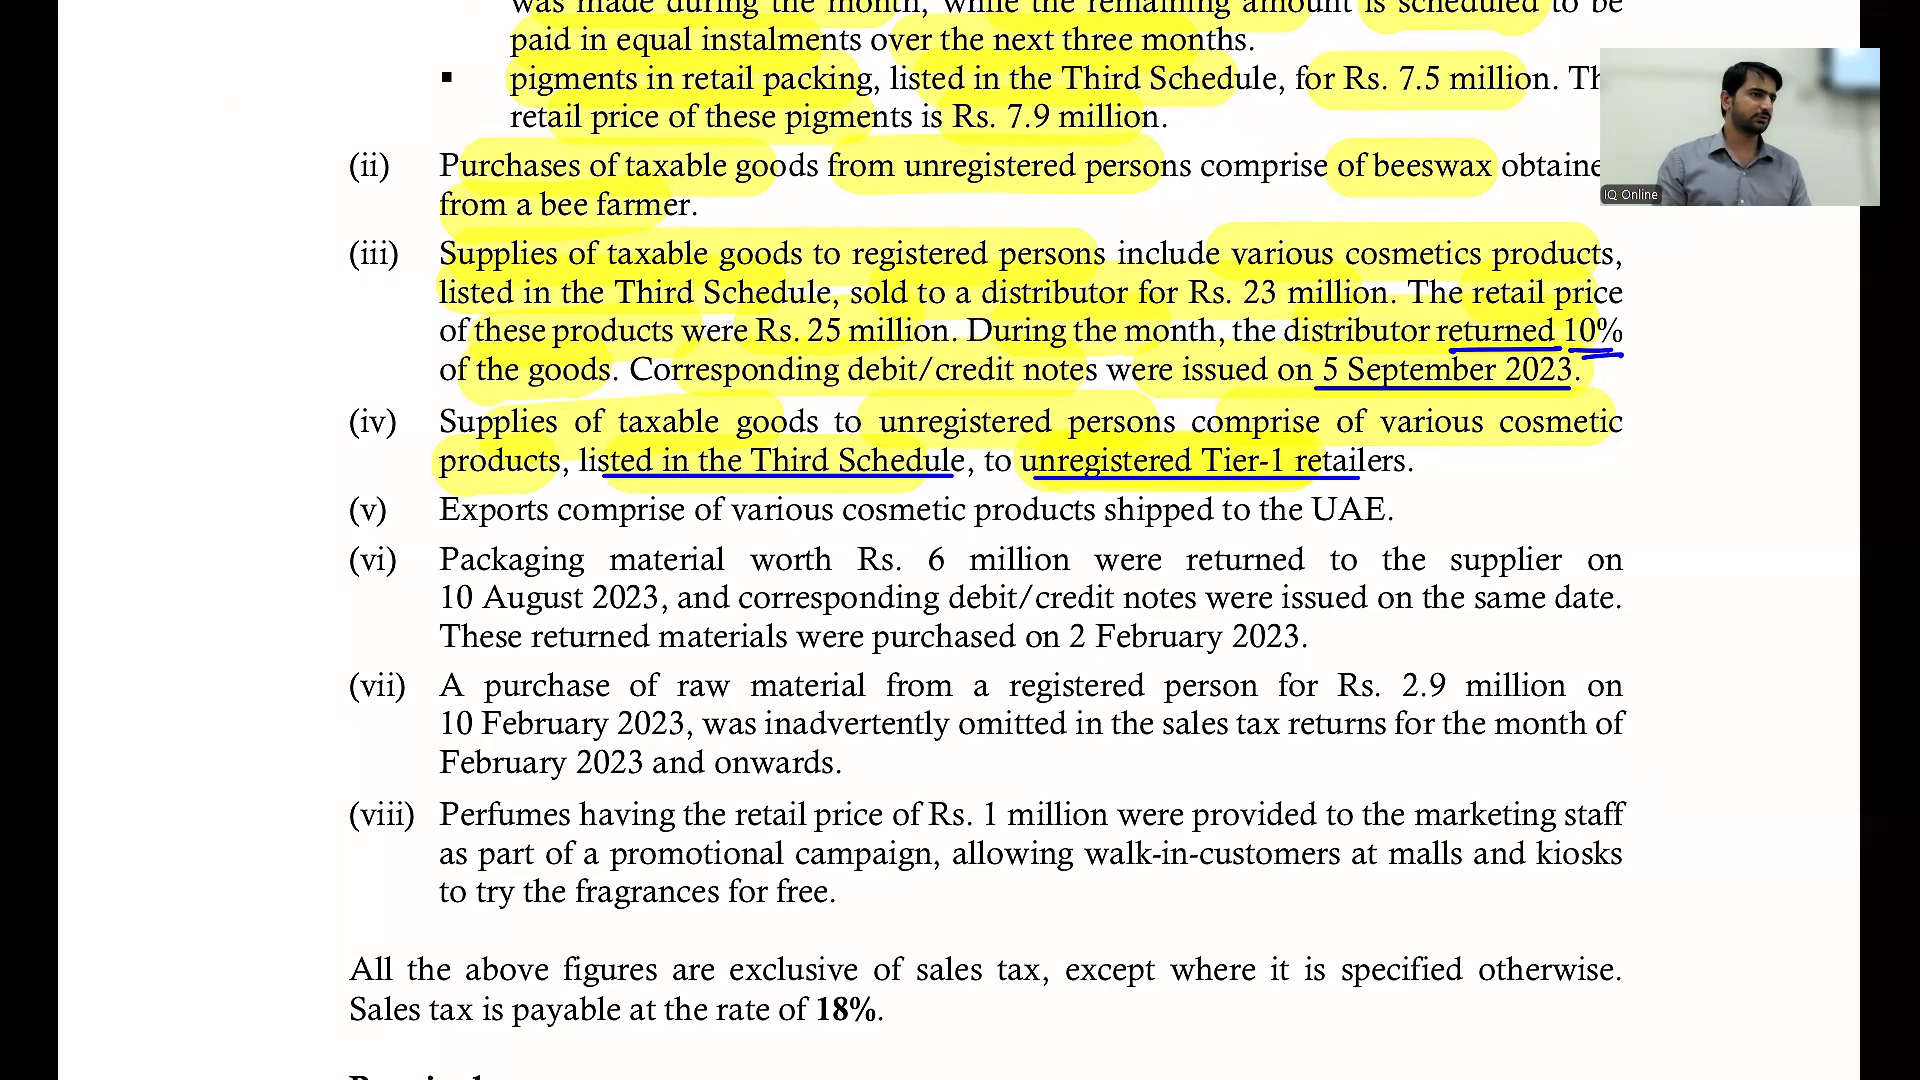 was made during the month, while the remaining amount is scheduled to be
paid in equal instalments over the next three months.
▪ pigments in retail packing, listed in the Third Schedule, for Rs. 7.5 million.
retail price of these pigments is Rs. 7.9 million.
(ii) Purchases of taxable goods from unregistered persons comprise of beeswax
from a bee farmer.
IQ Online
(iii) Supplies of taxable goods to registered persons include various cosmetics products,
listed in the Third Schedule, sold to a distributor for Rs. 23 million. The retail price
of these products were Rs. 25 million. During the month, the distributor returned 10%
of the goods. Corresponding debit/credit notes were issued on 5 September 2023.
(iv) Supplies of taxable goods to unregistered persons comprise of various cosmetic
products, listed in the Third Schedule, to unregistered Tier-1 retailers.
(v) Exports comprise of various cosmetic products shipped to the UAE.
(vi) Packaging material worth Rs. 6 million were returned to the supplier on
10 August 2023, and corresponding debit/credit notes were issued on the same date.
These returned materials were purchased on 2 February 2023.
(vii) A purchase of raw material from a registered person for Rs. 2.9 million on
10 February 2023, was inadvertently omitted in the sales tax returns for the month of
February 2023 and onwards.
(viii) Perfumes having the retail price of Rs. 1 million were provided to the marketing staff
as part of a promotional campaign, allowing walk-in-customers at malls and kiosks
to try the fragrances for free.
All the above figures are exclusive of sales tax, except where it is specified otherwise.
Sales tax is payable at the rate of 18%.